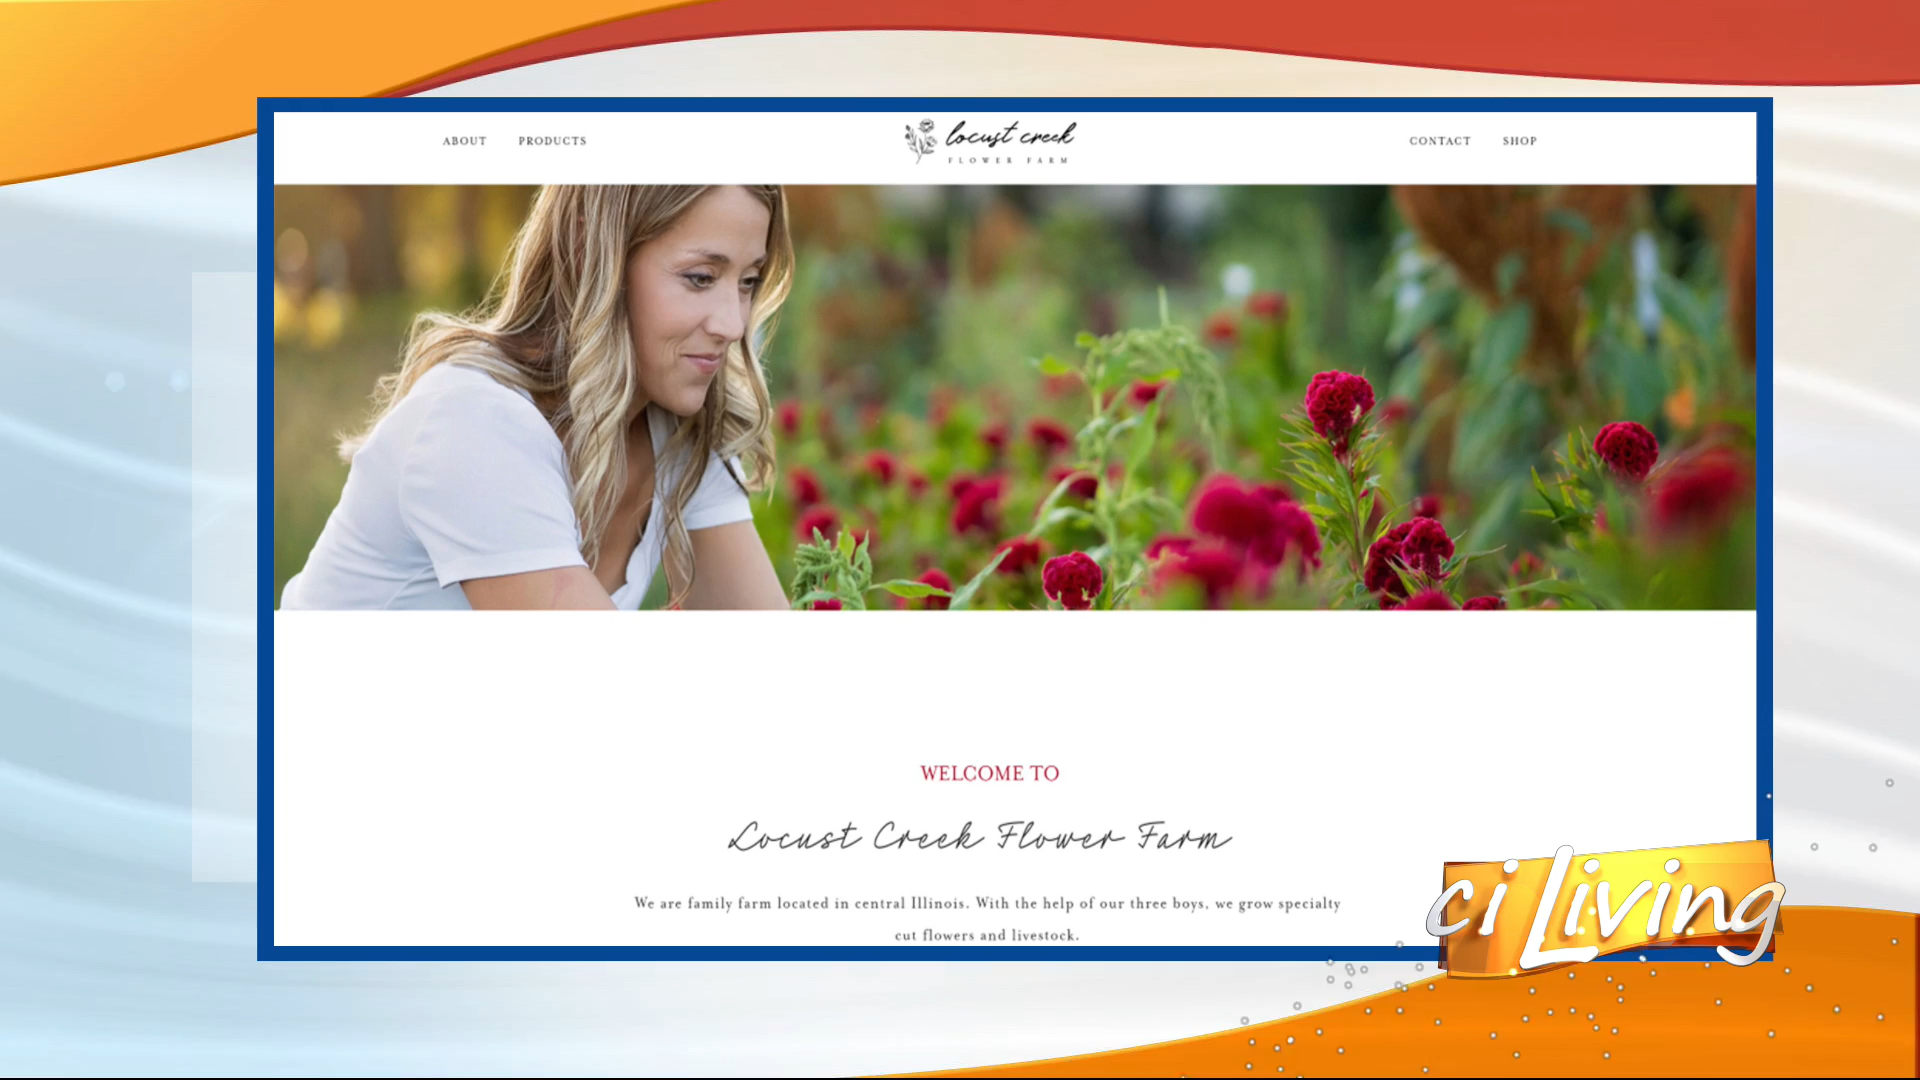 ABOUT PRODUCTS locust creek CONTACT SHOP
FLOWER FARM
WELCOME TO
Locust Creek Flower Farm
We are family farm located in central Illinois. With the help of our three boys, we grow specialty
cut flowers and livestock.
ci Living